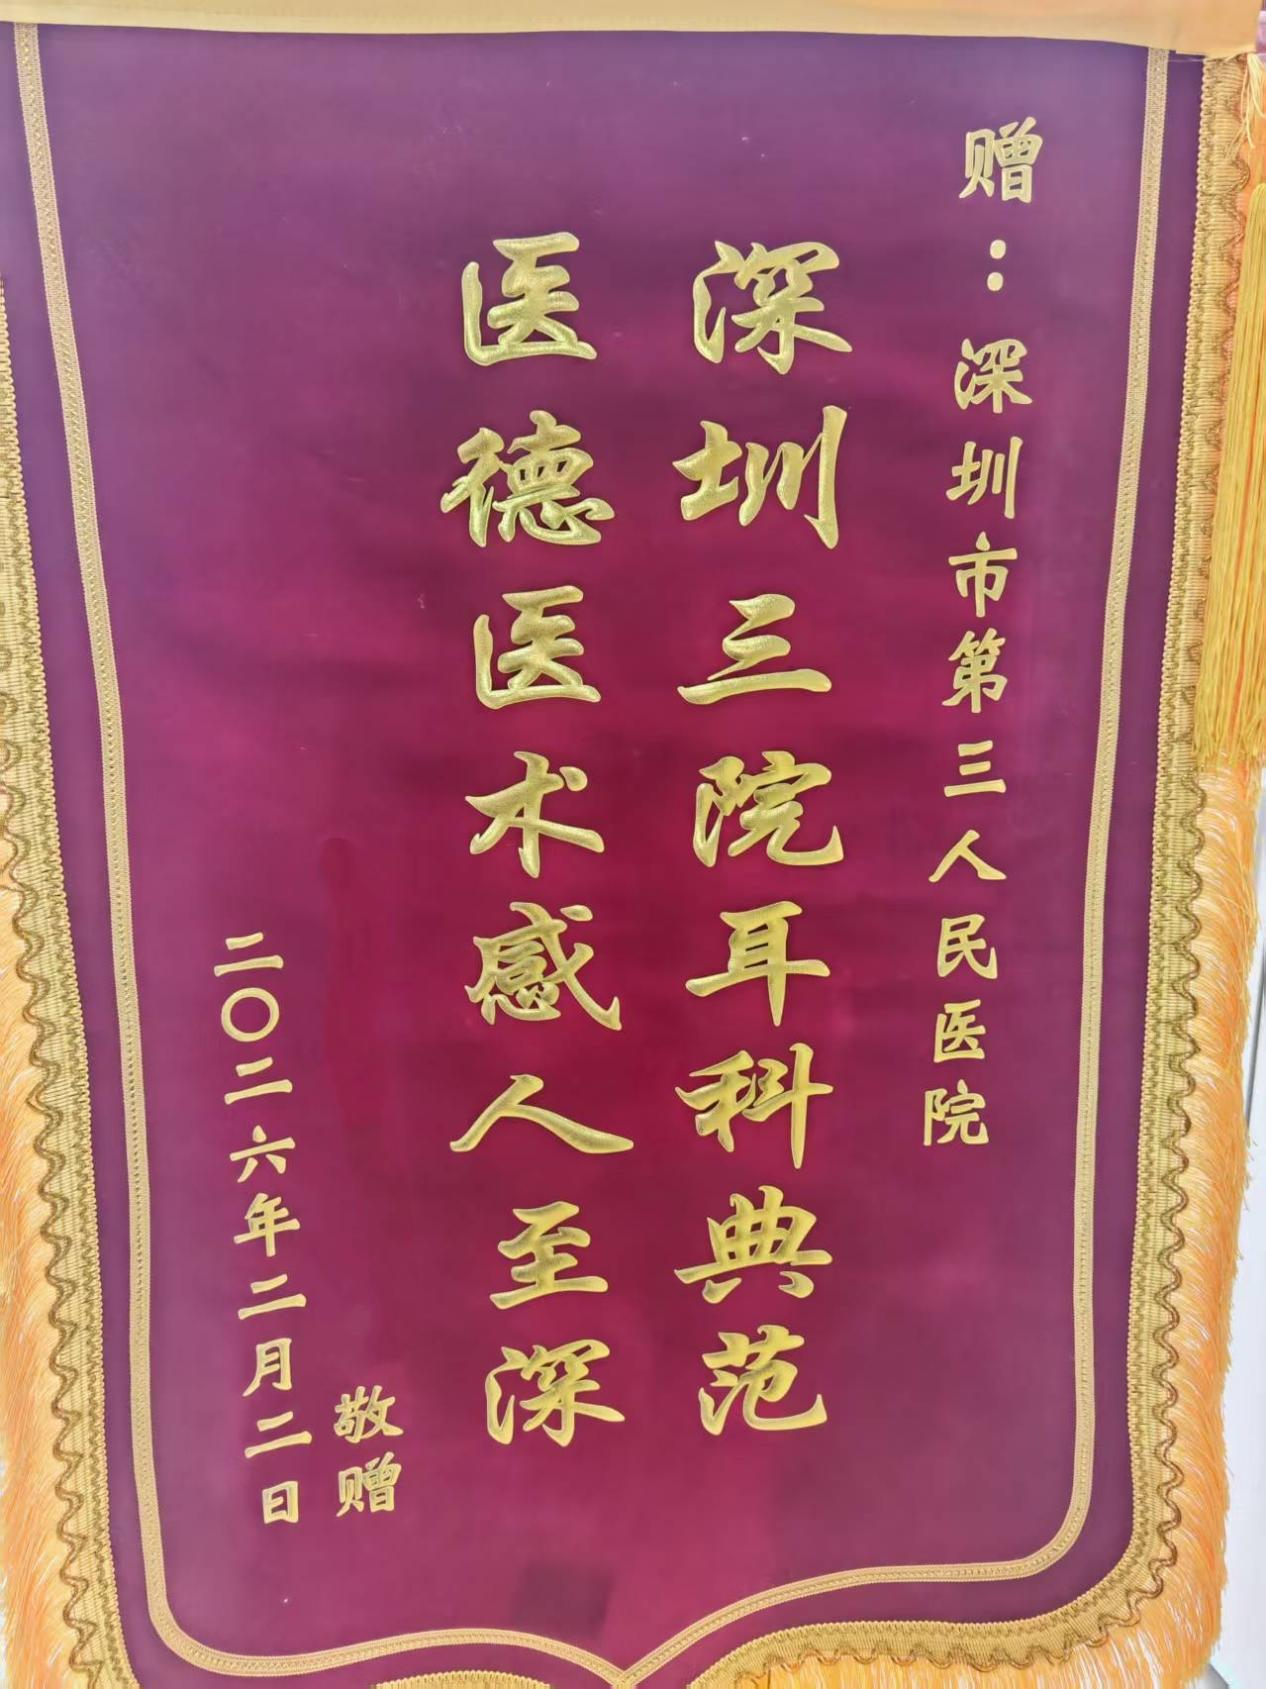 赠：深圳市第三人民医院
深圳三院耳科典范
医德医术感人至深
敬赠
二〇二六年二月二日